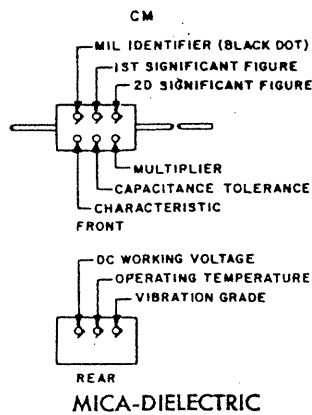 CM
MIL IDENTIFIER (BLACK DOT)
1ST SIGNIFICANT FIGURE
2D SIGNIFICANT FIGURE
MULTIPLIER
CAPACITANCE TOLERANCE
CHARACTERISTIC
FRONT
DC WORKING VOLTAGE
OPERATING TEMPERATURE
VIBRATION GRADE
REAR
MICA-DIELECTRIC